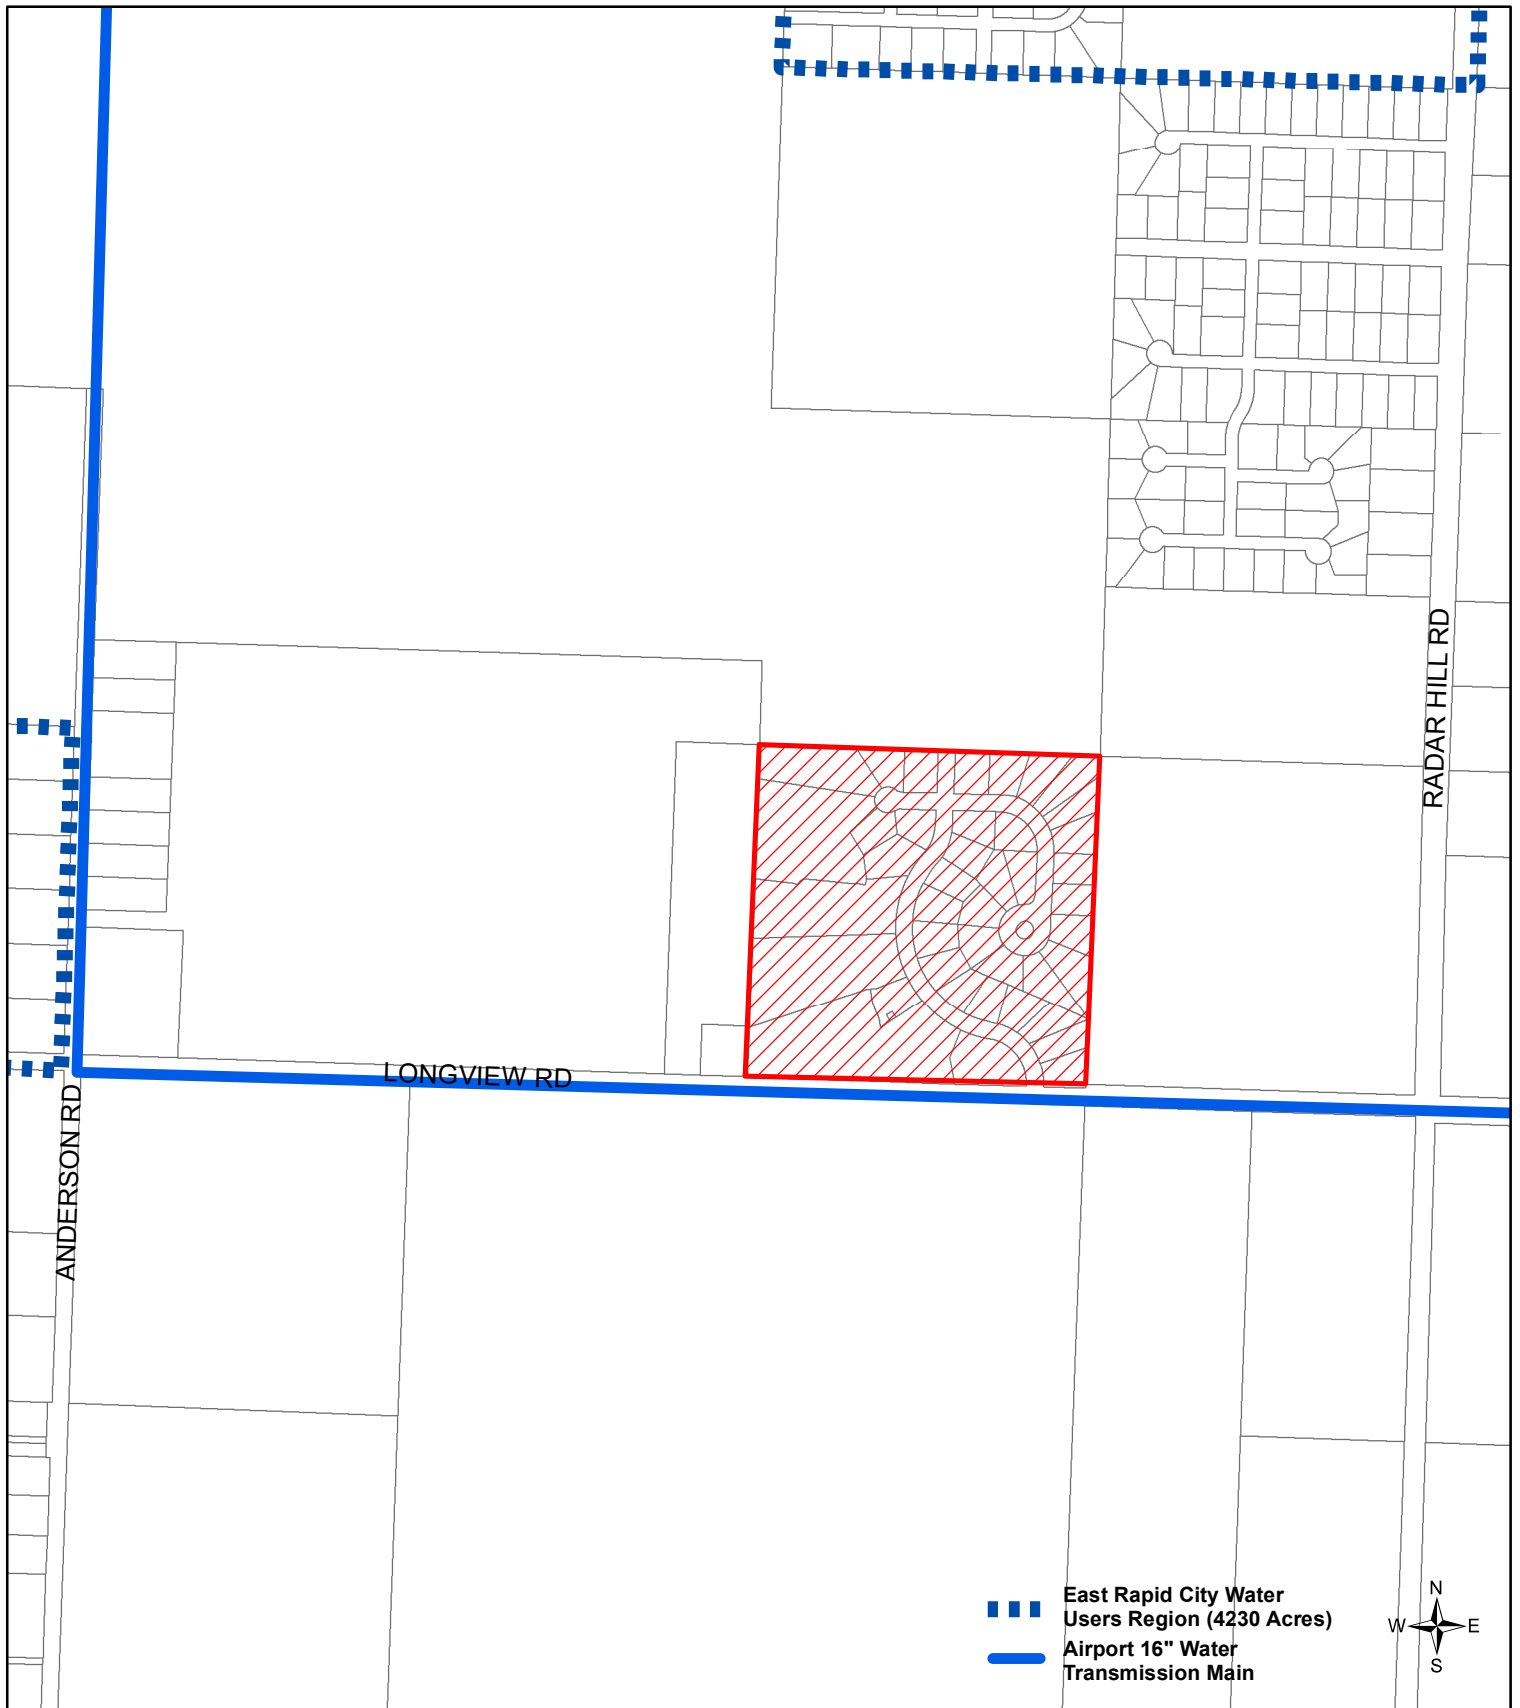 RADAR HILL RD
LONGVIEW RD
ANDERSON RD
East Rapid City Water
Users Region (4230 Acres)
Airport 16" Water
Transmission Main
N
W E
S